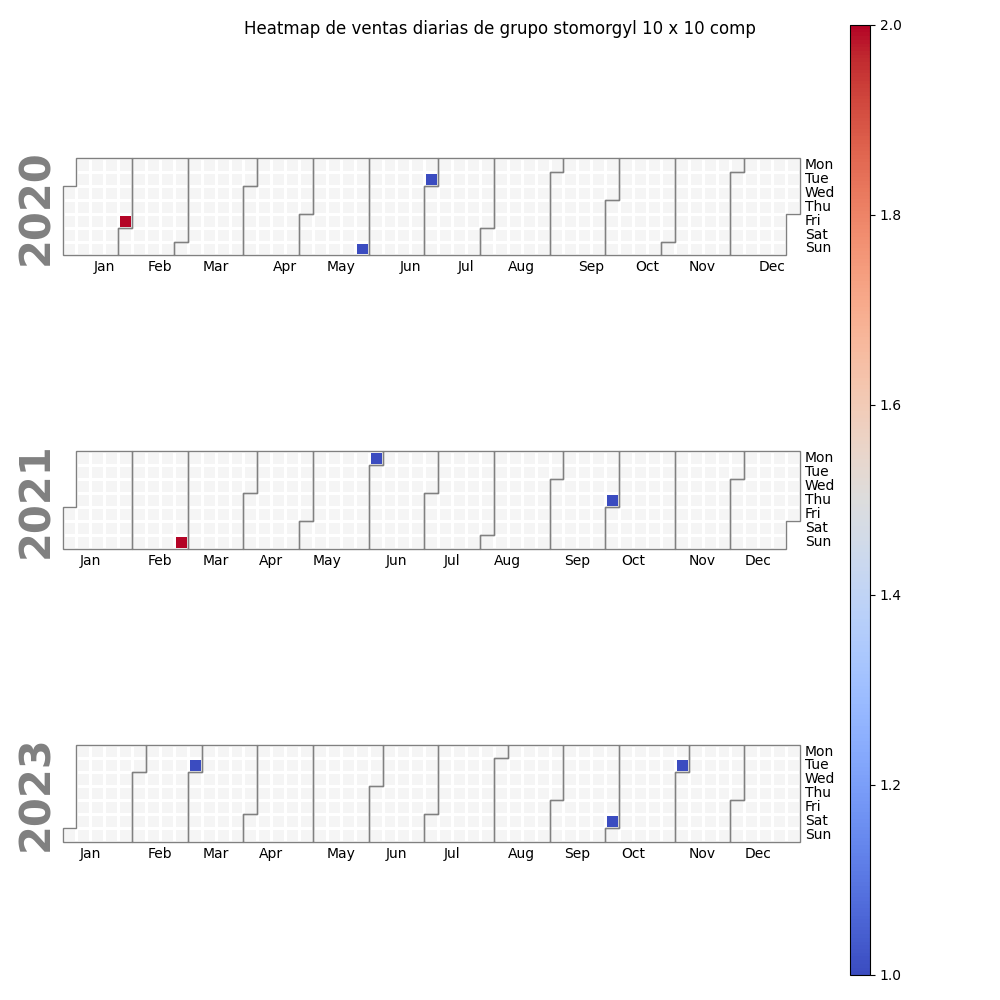 Heatmap de ventas diarias de grupo stomorgyl 10 x 10 comp
2020
Mon
Tue
Wed
Thu
Fri
Sat
Sun
Jan Feb Mar Apr May Jun Jul Aug Sep Oct Nov Dec
2021
Mon
Tue
Wed
Thu
Fri
Sat
Sun
Jan Feb Mar Apr May Jun Jul Aug Sep Oct Nov Dec
2023
Mon
Tue
Wed
Thu
Fri
Sat
Sun
Jan Feb Mar Apr May Jun Jul Aug Sep Oct Nov Dec
2.0
1.8
1.6
1.4
1.2
1.0